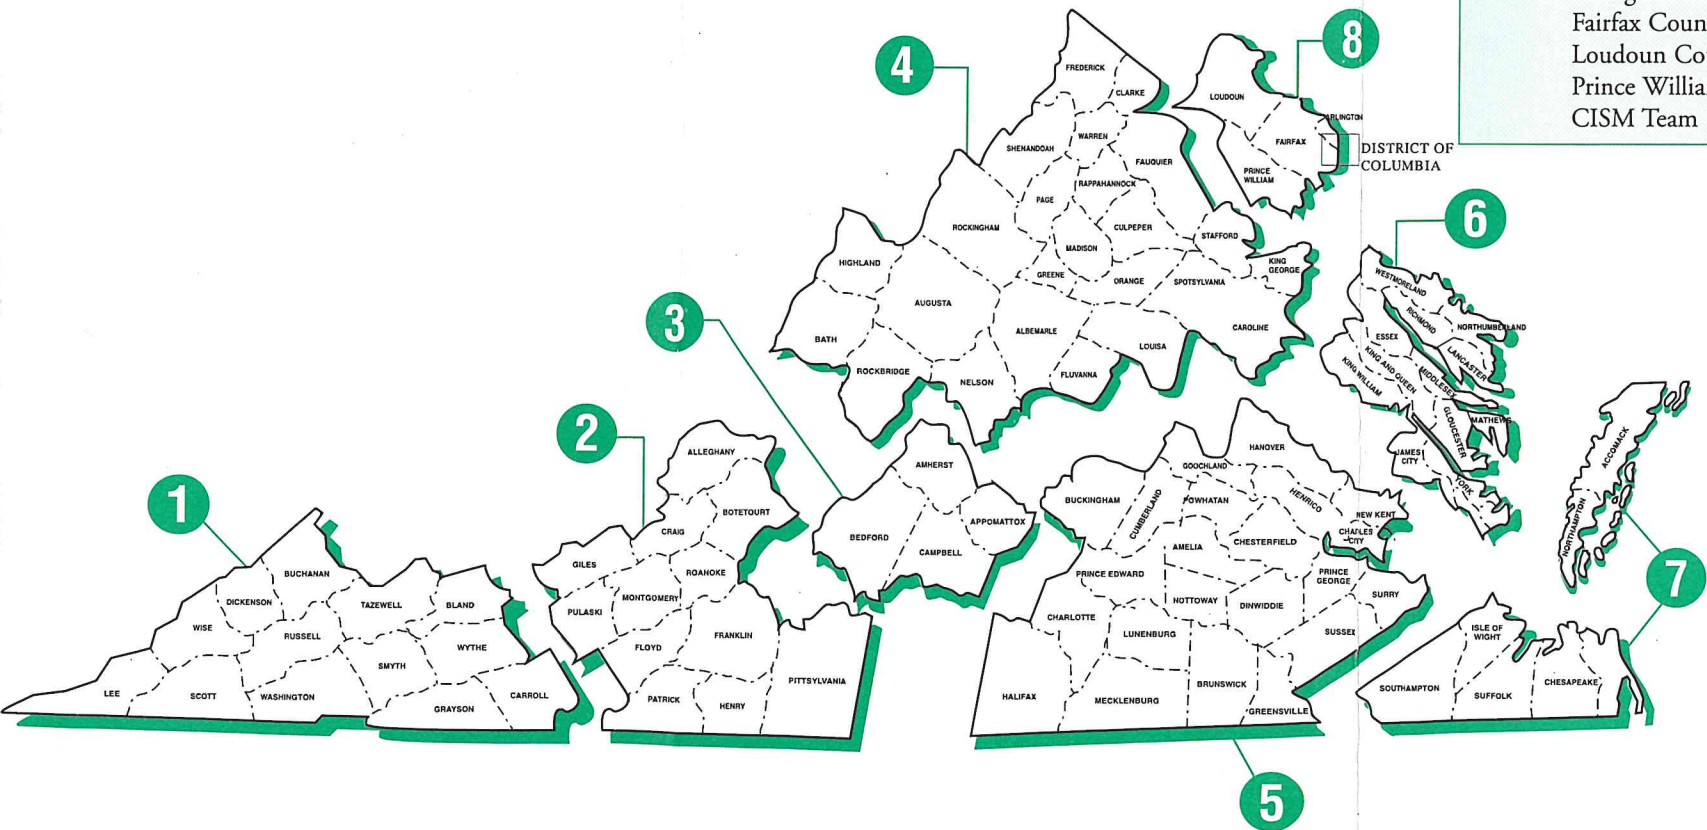 Fairfax Coun
Loudoun Co
Prince Willia
CISM Team
8
4
FREDERICK
CLARKE
LOUDOUN
ARLINGTON
WARREN
SHENANDOAH
FAIRFAX
DISTRICT OF
COLUMBIA
FAUQUIER
PRINCE
WILLIAM
RAPPAHANNOCK
PAGE
6
ROCKINGHAM
CULPEPER
STAFFORD
MADISON
HIGHLAND
KING
GEORGE
GREENE
ORANGE
SPOTSYLVANIA
WESTMORELAND
AUGUSTA
3
RICHMOND
NORTHUMBERLAND
ALBEMARLE
CAROLINE
BATH
ESSEX
LOUISA
LANCASTER
KING AND QUEEN
ROCKBRIDGE
FLUVANNA
KING WILLIAM
MIDDLESEX
NELSON
2
GLOUCESTER
MATHEWS
ACCOMACK
ALLEGHANY
HANOVER
JAMES
CITY
AMHERST
GOOCHLAND
YORK
1
BUCKINGHAM
CUMBERLAND
POWHATAN
HENRICO
BOTETOURT
APPOMATTOX
NEW KENT
CRAIG
CHARLES
CITY
NORTHAMPTON
BEDFORD
CAMPBELL
AMELIA
CHESTERFIELD
GILES
BUCHANAN
ROANOKE
PRINCE EDWARD
PRINCE
GEORGE
7
DICKENSON
TAZEWELL
BLAND
PULASKI
MONTGOMERY
NOTTOWAY
DINWIDDIE
SURRY
WISE
RUSSELL
FRANKLIN
CHARLOTTE
LUNENBURG
SUSSEX
ISLE OF
WIGHT
WYTHE
FLOYD
SMYTH
PITTSYLVANIA
LEE
SCOTT
WASHINGTON
CARROLL
PATRICK
HENRY
HALIFAX
MECKLENBURG
BRUNSWICK
SOUTHAMPTON
SUFFOLK
CHESAPEAKE
GRAYSON
GREENSVILLE
5